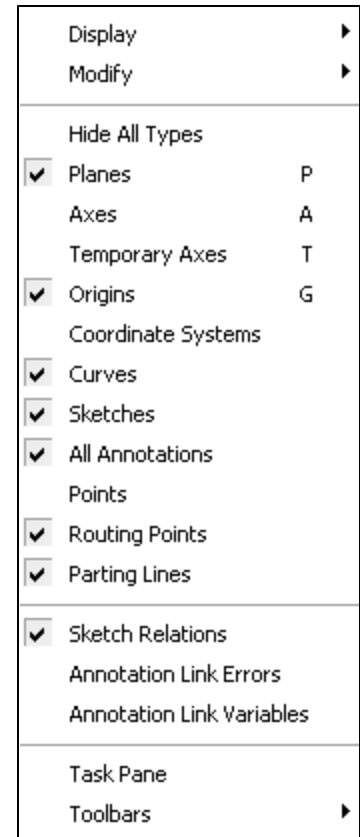 Display
Modify
Hide All Types
Planes P
Axes A
Temporary Axes T
Origins G
Coordinate Systems
Curves
Sketches
All Annotations
Points
Routing Points
Parting Lines
Sketch Relations
Annotation Link Errors
Annotation Link Variables
Task Pane
Toolbars